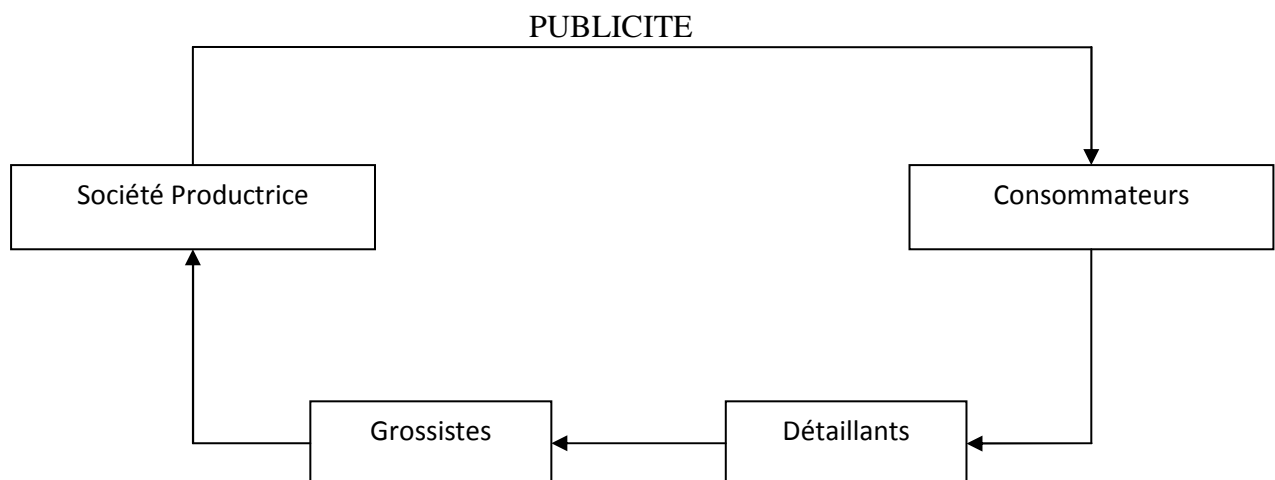 PUBLICITE
Société Productrice
Consommateurs
Grossistes
Détaillants